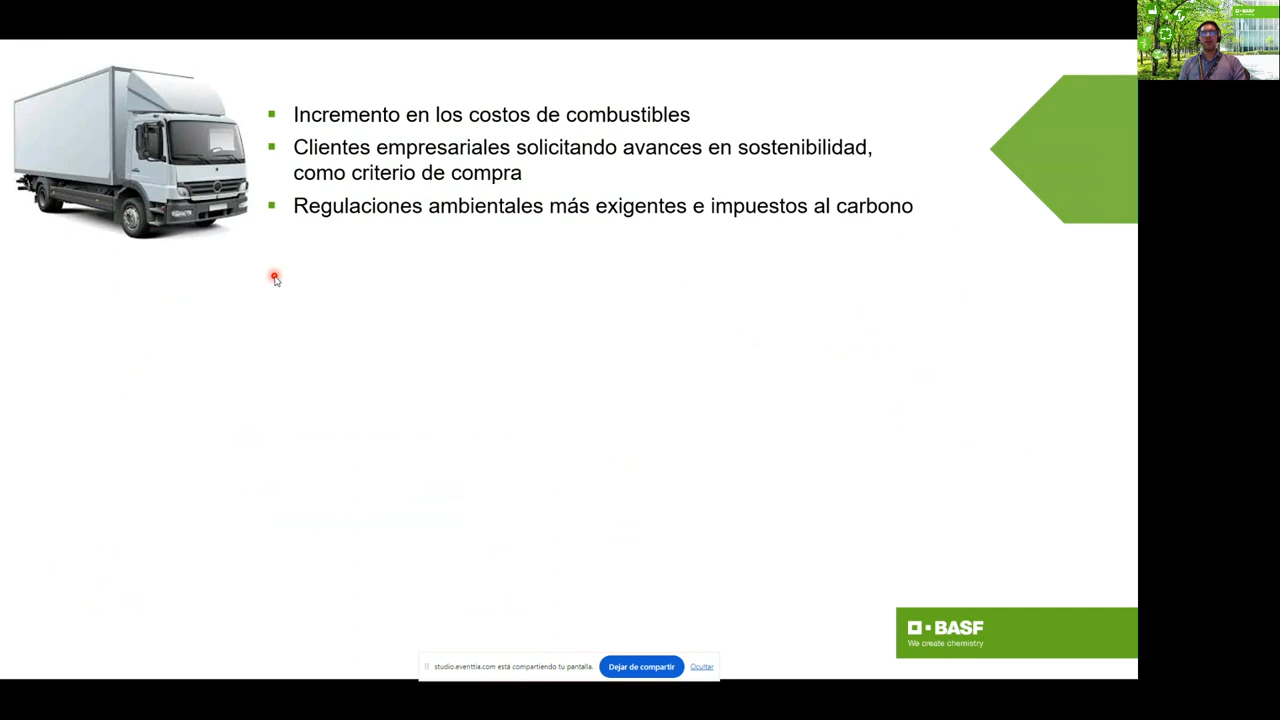 BASF
Incremento en los costos de combustibles
Clientes empresariales solicitando avances en sostenibilidad,
como criterio de compra
Regulaciones ambientales más exigentes e impuestos al carbono
BASF
We create chemistry
studio.eventtia.com está compartiendo tu pantalla.
Dejar de compartir
Ocultar